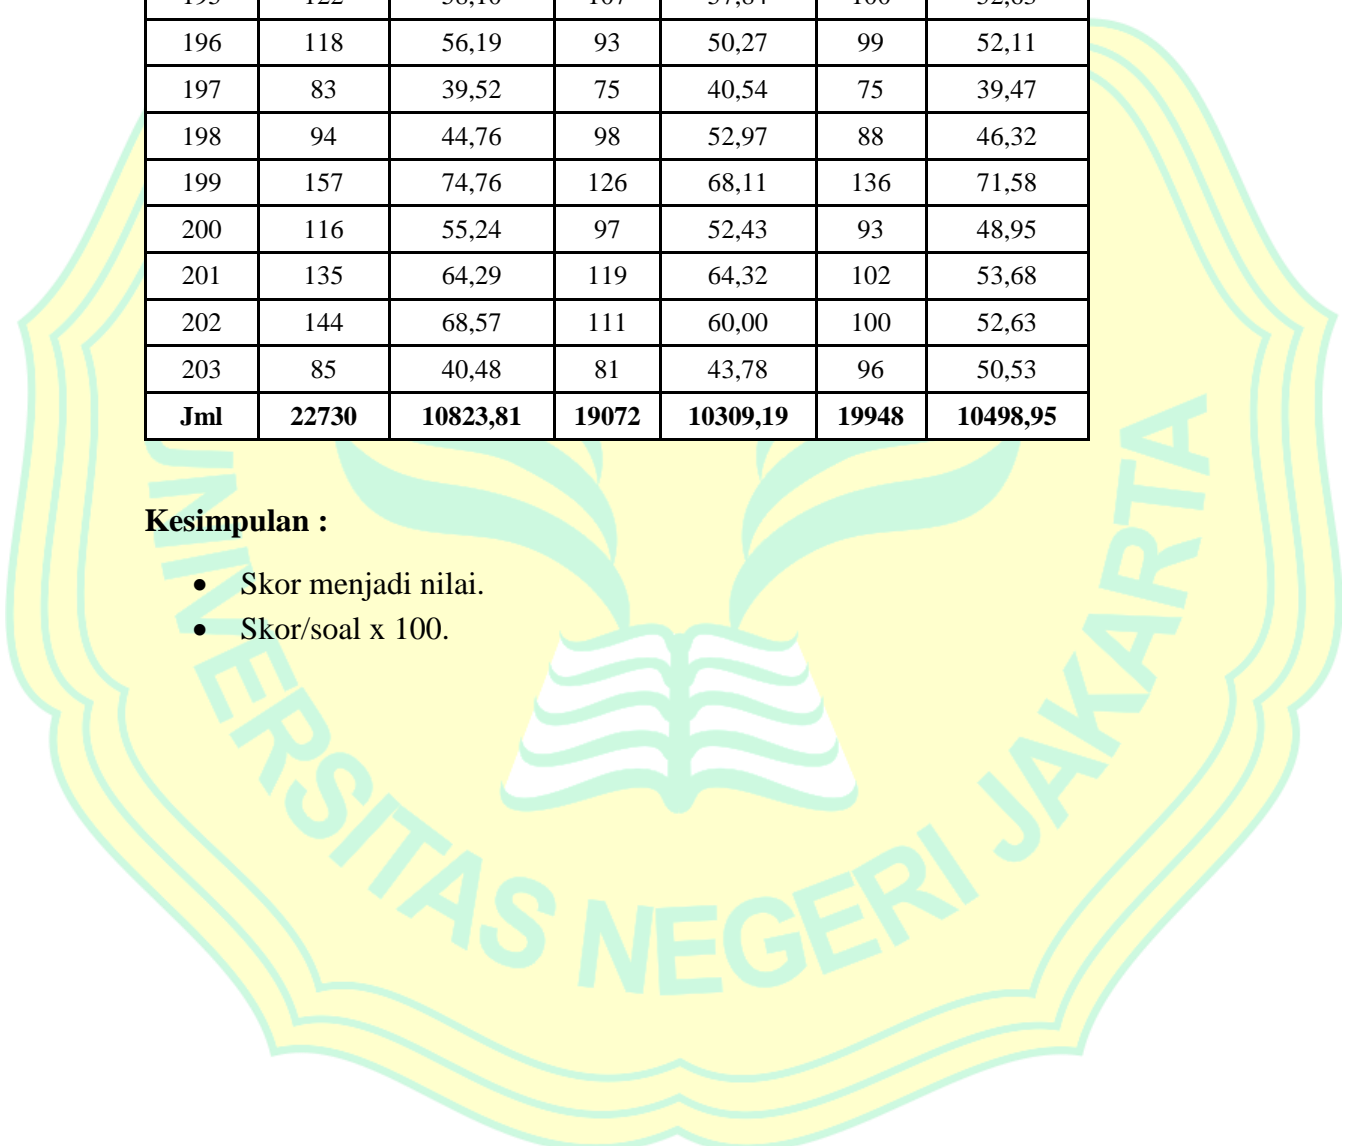 196 118 56,19 93 50,27 99 52,11
197 83 39,52 75 40,54 75 39,47
198 94 44,76 98 52,97 88 46,32
199 157 74,76 126 68,11 136 71,58
200 116 55,24 97 52,43 93 48,95
201 135 64,29 119 64,32 102 53,68
202 144 68,57 111 60,00 100 52,63
203 85 40,48 81 43,78 96 50,53
Jml 22730 10823,81 19072 10309,19 19948 10498,95
Kesimpulan :
• Skor menjadi nilai.
• Skor/soal x 100.
UNIVERSITAS NEGERI JAKARTA